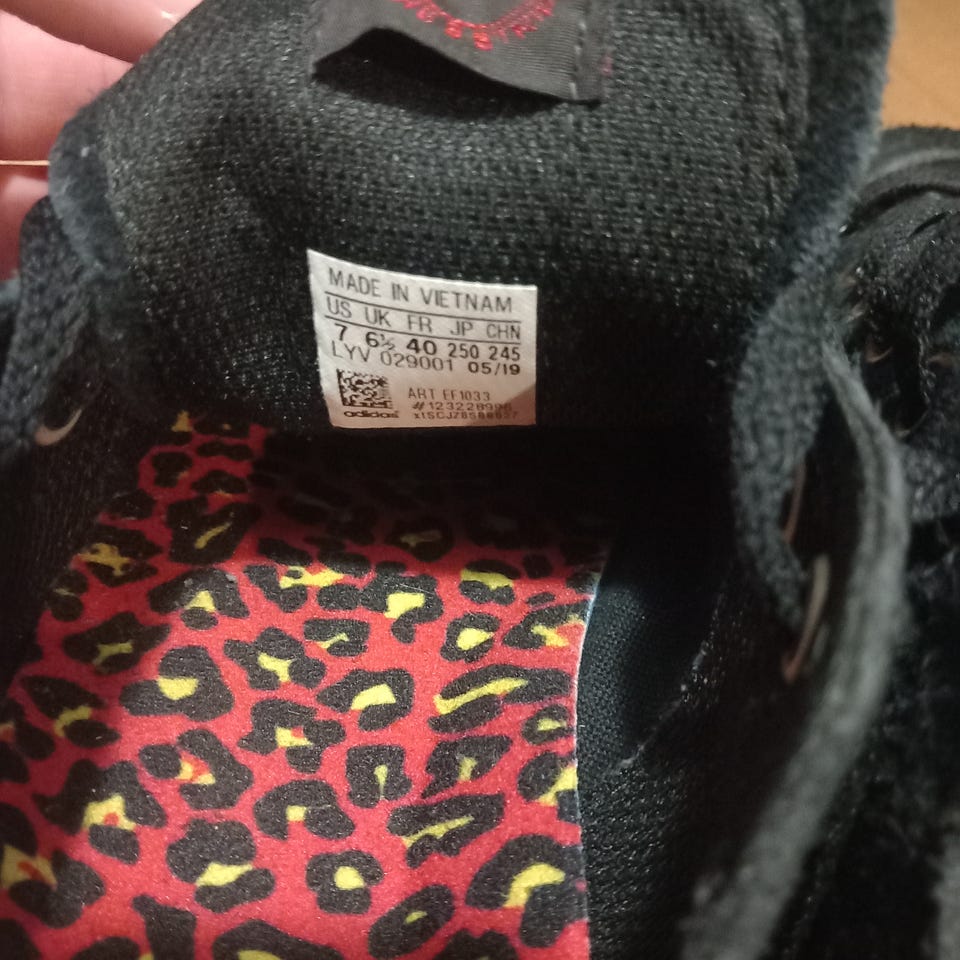 MADE IN VIETNAM
US UK FR JP CHN
7 6½ 40 250 245
LYV 029001 05/19
ART EF1033
adidas